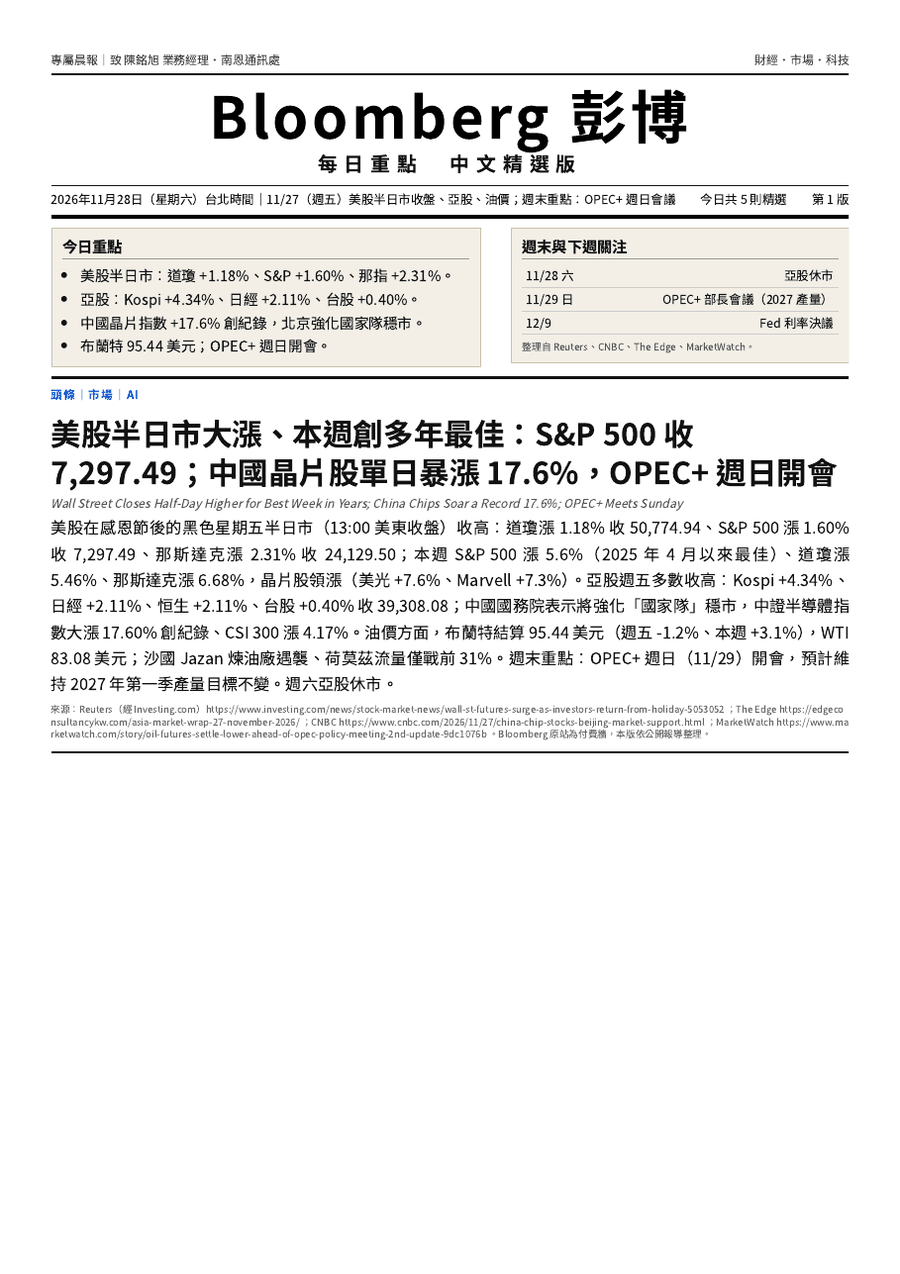 專屬晨報｜致 陳銘旭 業務經理・南恩通訊處
財經・市場・科技
Bloomberg 彭博
每日重點　中文精選版
2026年11月28日（星期六）台北時間｜11/27（週五）美股半日市收盤、亞股、油價；週末重點：OPEC+ 週日會議
今日共 5 則精選
第 1 版
今日重點
• 美股半日市：道瓊 +1.18%、S&P +1.60%、那指 +2.31%。
• 亞股：Kospi +4.34%、日經 +2.11%、台股 +0.40%。
• 中國晶片指數 +17.6% 創紀錄，北京強化國家隊穩市。
• 布蘭特 95.44 美元；OPEC+ 週日開會。
週末與下週關注
11/28 六 亞股休市
11/29 日 OPEC+ 部長會議（2027 產量）
12/9 Fed 利率決議
整理自 Reuters、CNBC、The Edge、MarketWatch。
頭條｜市場｜AI
美股半日市大漲、本週創多年最佳：S&P 500 收
7,297.49；中國晶片股單日暴漲 17.6%，OPEC+ 週日開會
Wall Street Closes Half-Day Higher for Best Week in Years; China Chips Soar a Record 17.6%; OPEC+ Meets Sunday
美股在感恩節後的黑色星期五半日市（13:00 美東收盤）收高：道瓊漲 1.18% 收 50,774.94、S&P 500 漲 1.60%
收 7,297.49、那斯達克漲 2.31% 收 24,129.50；本週 S&P 500 漲 5.6%（2025 年 4 月以來最佳）、道瓊漲
5.46%、那斯達克漲 6.68%，晶片股領漲（美光 +7.6%、Marvell +7.3%）。亞股週五多數收高：Kospi +4.34%、
日經 +2.11%、恒生 +2.11%、台股 +0.40% 收 39,308.08；中國國務院表示將強化「國家隊」穩市，中證半導體指
數大漲 17.60% 創紀錄、CSI 300 漲 4.17%。油價方面，布蘭特結算 95.44 美元（週五 -1.2%、本週 +3.1%），WTI
83.08 美元；沙國 Jazan 煉油廠遇襲、荷莫茲流量僅戰前 31%。週末重點：OPEC+ 週日（11/29）開會，預計維
持 2027 年第一季產量目標不變。週六亞股休市。
來源：Reuters（經 Investing.com）https://www.investing.com/news/stock-market-news/wall-st-futures-surge-as-investors-return-from-holiday-5053052 ；The Edge https://edgeco
nsultancykw.com/asia-market-wrap-27-november-2026/ ；CNBC https://www.cnbc.com/2026/11/27/china-chip-stocks-beijing-market-support.html ；MarketWatch https://www.ma
rketwatch.com/story/oil-futures-settle-lower-ahead-of-opec-policy-meeting-2nd-update-9dc1076b 。Bloomberg 原站為付費牆，本版依公開報導整理。